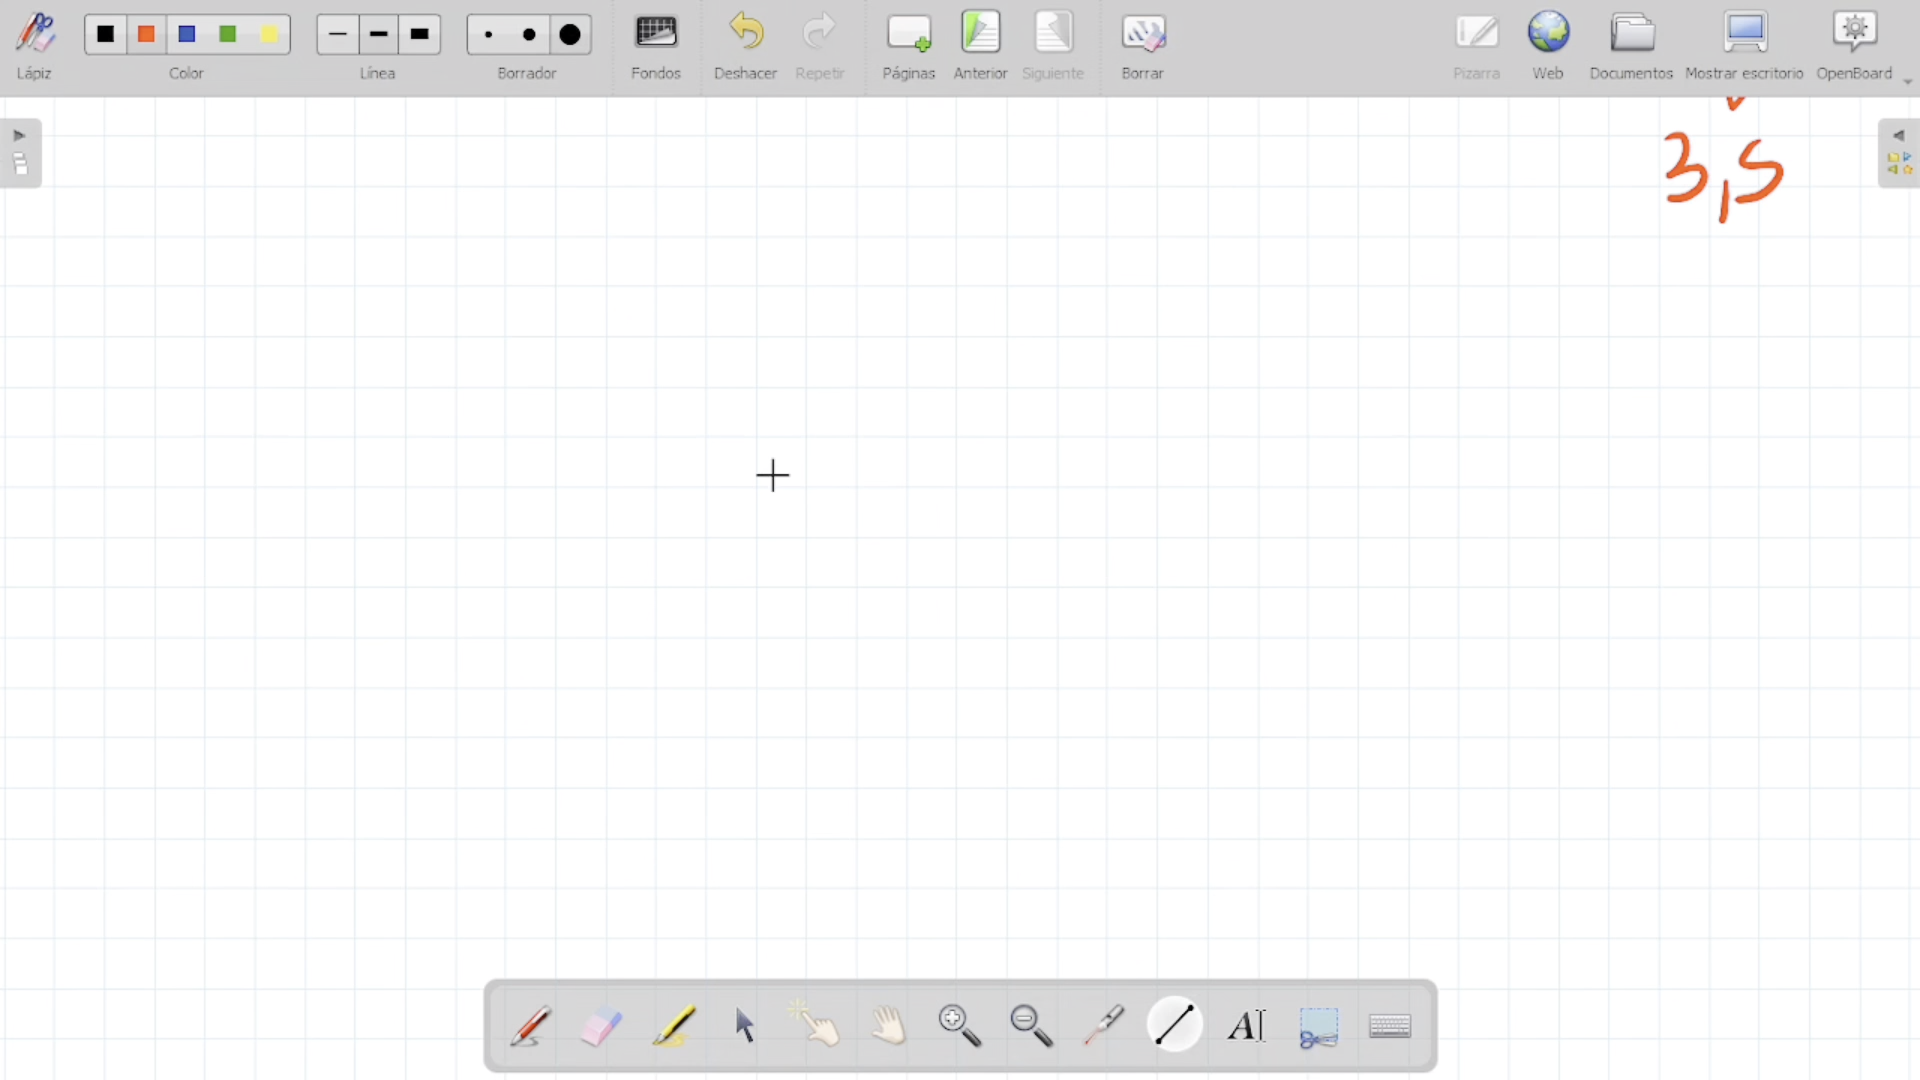 Lápiz Color Línea Borrador Fondos Deshacer Repetir Páginas Anterior Siguiente Borrar Pizarra Web Documentos Mostrar escritorio OpenBoard
3,5
A